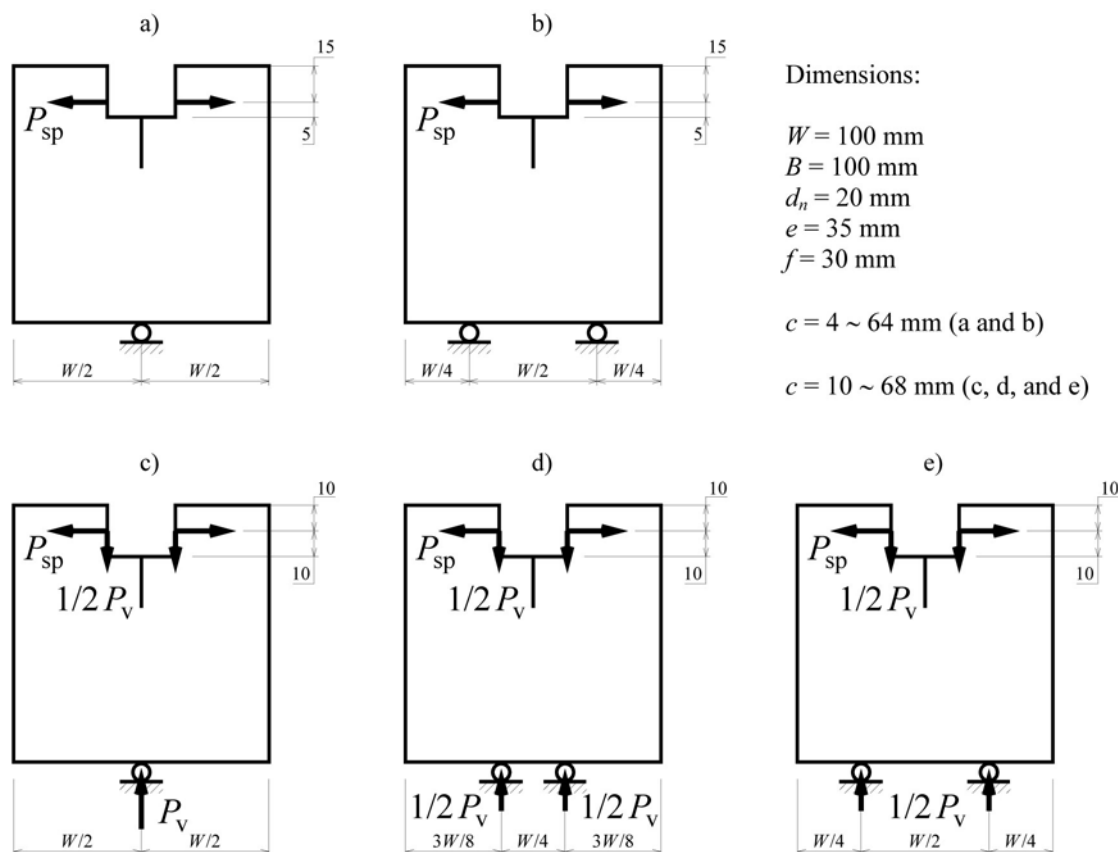 a)
15
P_sp
5
W/2
W/2
b)
15
P_sp
5
W/4
W/2
W/4
Dimensions:
W = 100 mm
B = 100 mm
d_n = 20 mm
e = 35 mm
f = 30 mm
c = 4 ~ 64 mm (a and b)
c = 10 ~ 68 mm (c, d, and e)
c)
10
P_sp
10
1/2 P_v
P_v
W/2
W/2
d)
10
P_sp
10
1/2 P_v
1/2 P_v
1/2 P_v
3W/8
W/4
3W/8
e)
10
P_sp
10
1/2 P_v
1/2 P_v
W/4
W/2
W/4